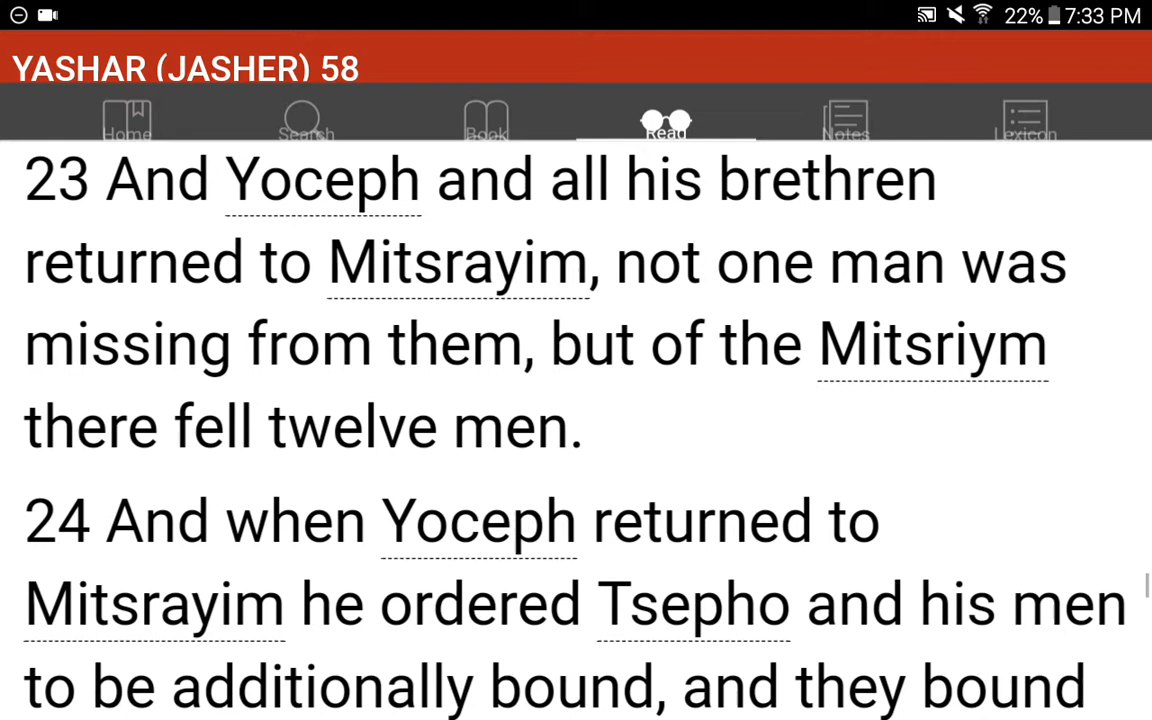 22% 7:33 PM
YASHAR (JASHER) 58
Home Search Book Read Notes Lexicon
23 And Yoceph and all his brethren
returned to Mitsrayim, not one man was
missing from them, but of the Mitsriym
there fell twelve men.
24 And when Yoceph returned to
Mitsrayim he ordered Tsepho and his men
to be additionally bound, and they bound